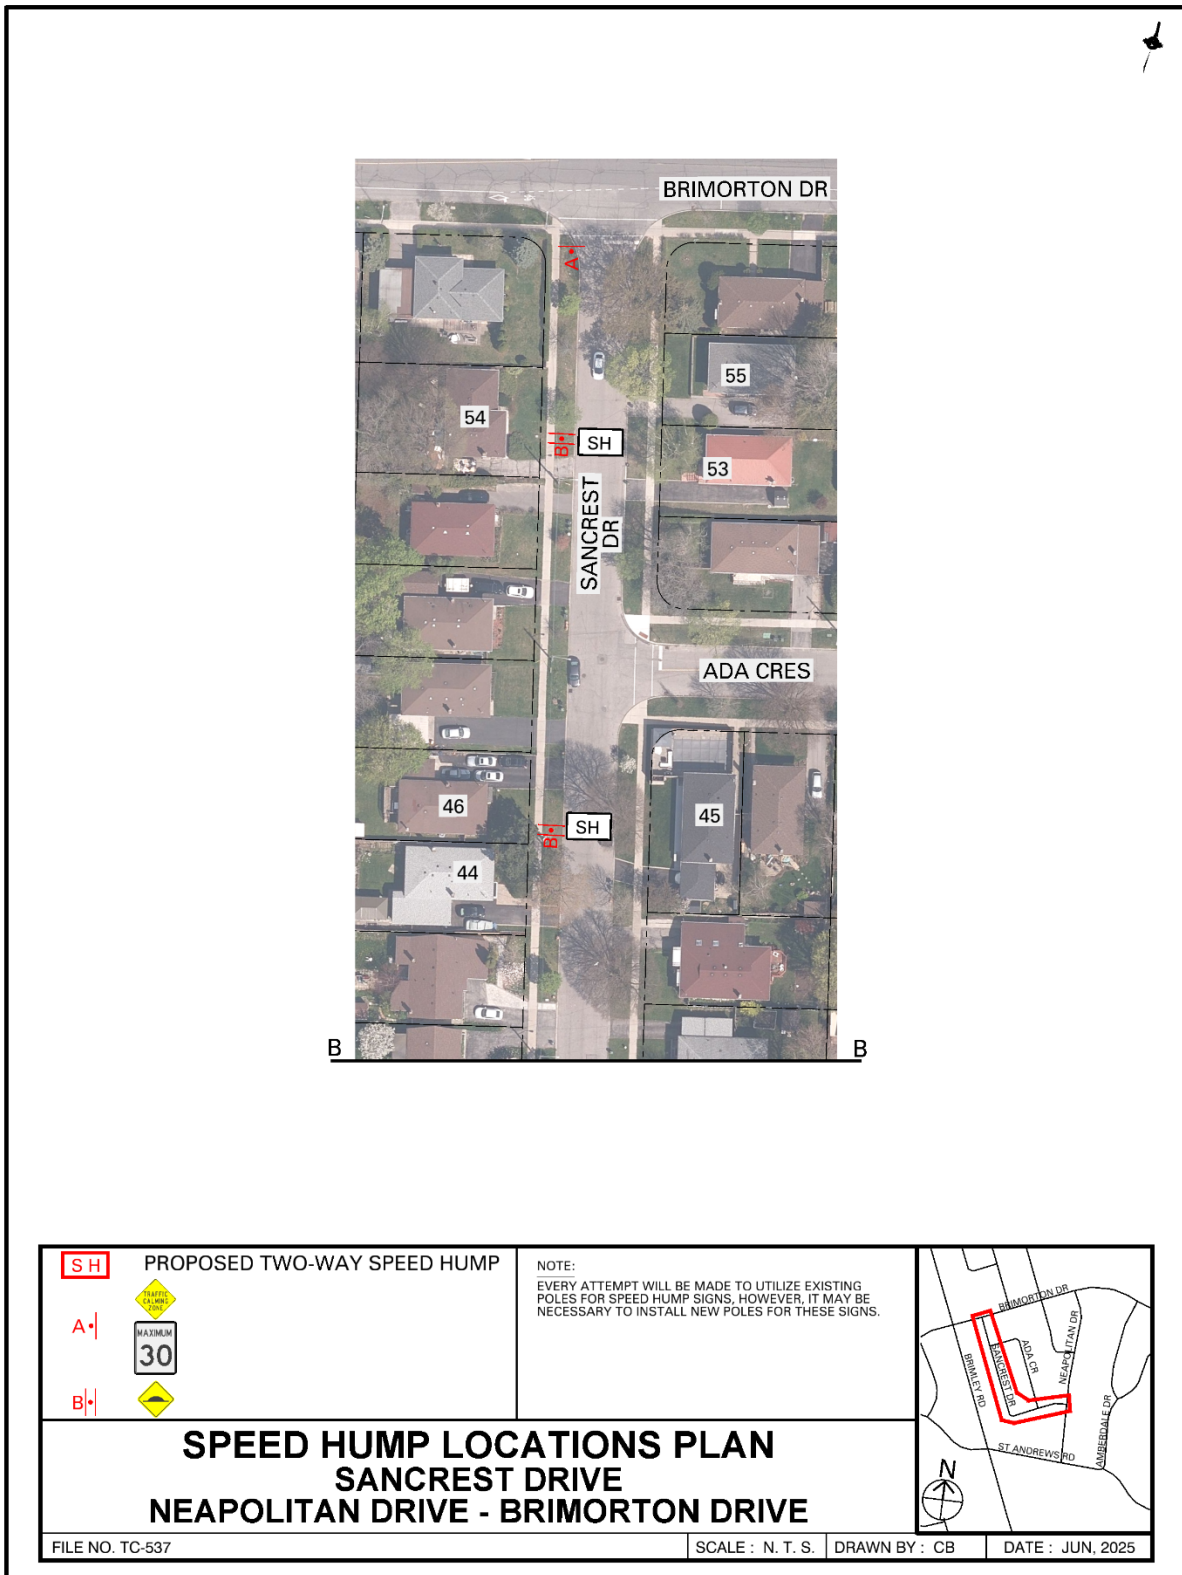 BRIMORTON DR
A
55
54
B
SH
53
SANCREST
DR
ADA CRES
46
45
B
SH
44
B
B
S H
PROPOSED TWO-WAY SPEED HUMP
TRAFFIC
CALMING
ZONE
A
MAXIMUM
30
B
NOTE:
EVERY ATTEMPT WILL BE MADE TO UTILIZE EXISTING
POLES FOR SPEED HUMP SIGNS, HOWEVER, IT MAY BE
NECESSARY TO INSTALL NEW POLES FOR THESE SIGNS.
BRIMORTON DR
NEAPOLITAN DR
ADA CR
SANCREST DR
BRIMLEY RD
AMBERDALE DR
ST ANDREWS RD
N
SPEED HUMP LOCATIONS PLAN
SANCREST DRIVE
NEAPOLITAN DRIVE - BRIMORTON DRIVE
FILE NO. TC-537
SCALE : N. T. S.
DRAWN BY : CB
DATE : JUN, 2025